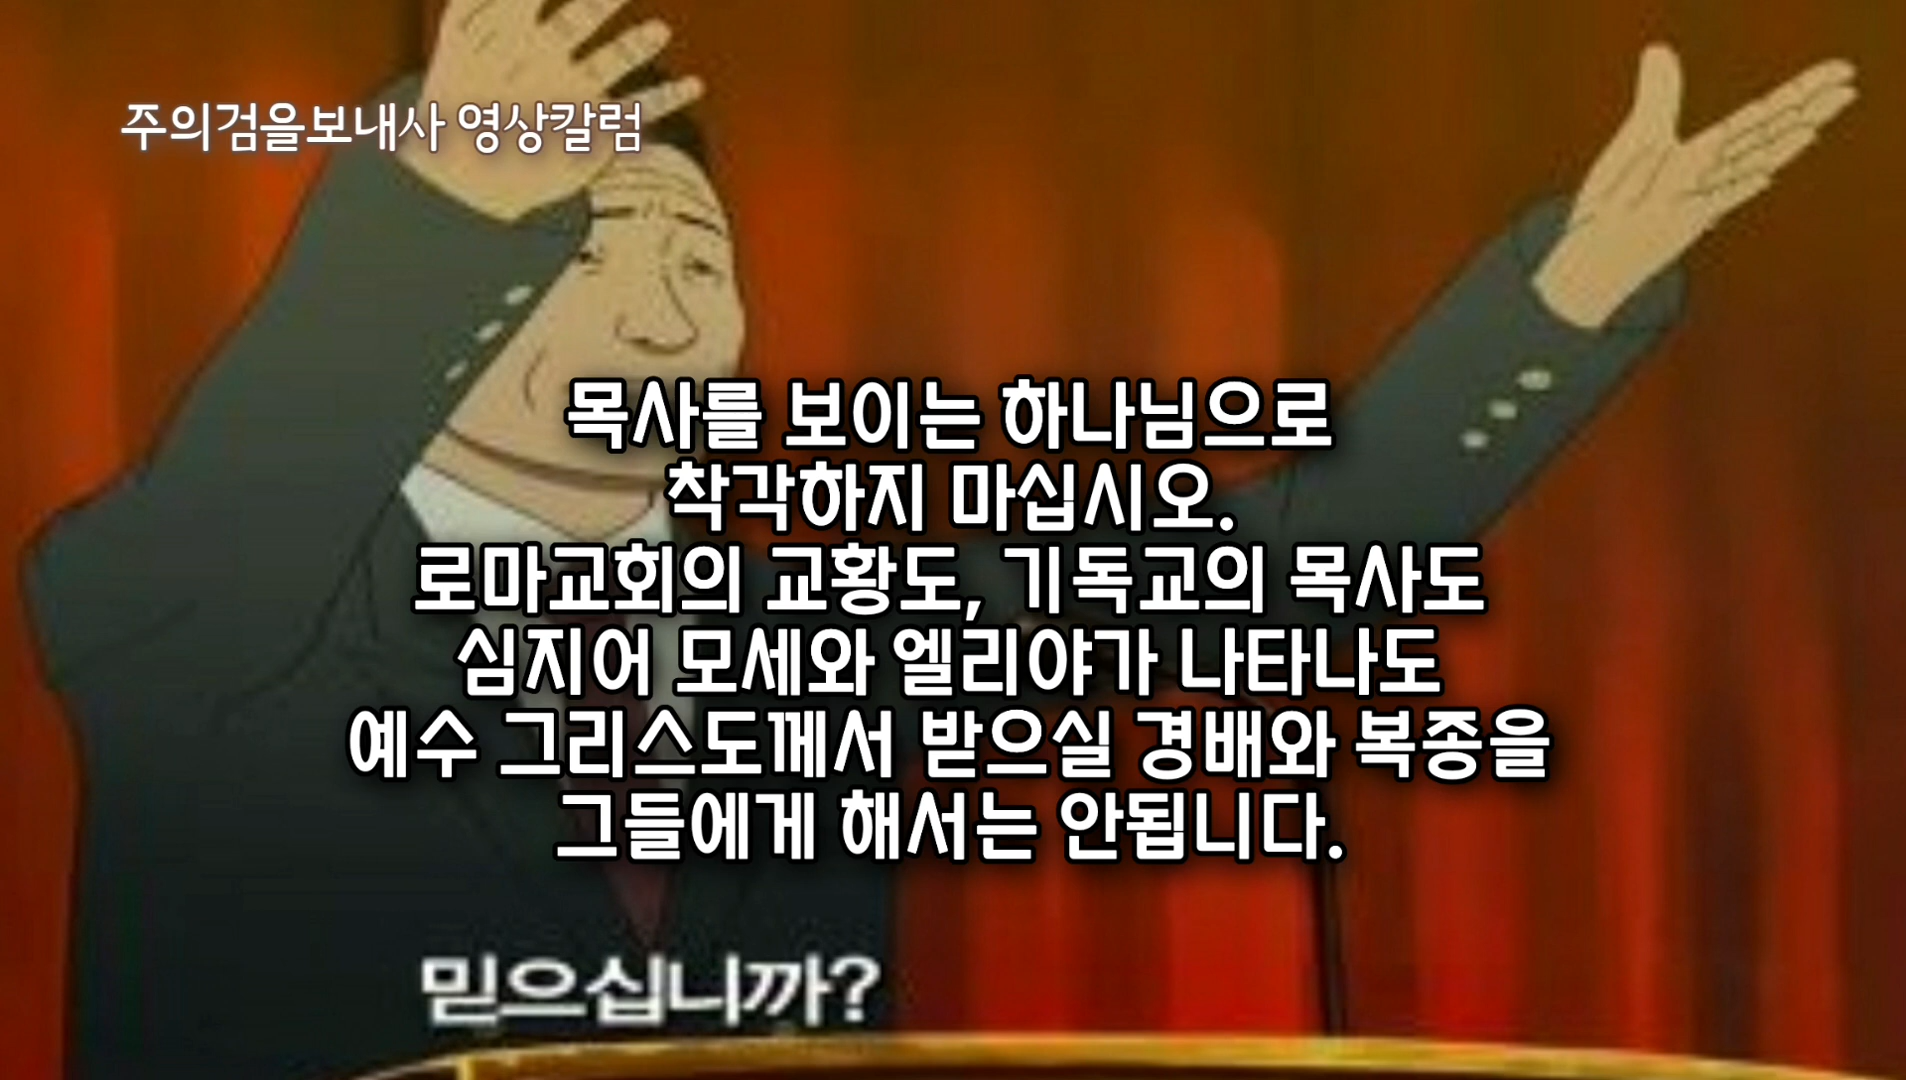 주의검을보내사 영상칼럼
목사를 보이는 하나님으로
착각하지 마십시오.
로마교회의 교황도, 기독교의 목사도
심지어 모세와 엘리야가 나타나도
예수 그리스도께서 받으실 경배와 복종을
그들에게 해서는 안됩니다.
믿으십니까?